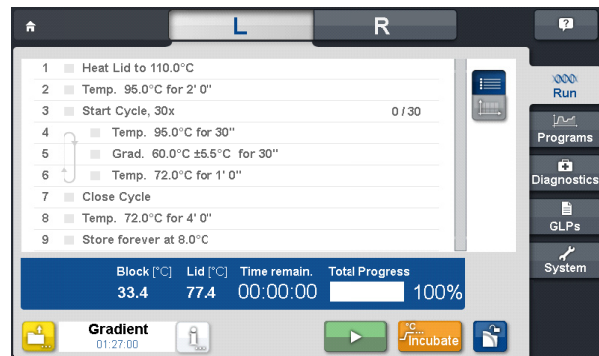 L
R
?
1 Heat Lid to 110.0°C
2 Temp. 95.0°C for 2' 0"
3 Start Cycle, 30x 0 / 30
4 Temp. 95.0°C for 30"
5 Grad. 60.0°C ±5.5°C for 30"
6 Temp. 72.0°C for 1' 0"
7 Close Cycle
8 Temp. 72.0°C for 4' 0"
9 Store forever at 8.0°C
Run
Programs
Diagnostics
GLPs
System
Block [°C] Lid [°C] Time remain. Total Progress
33.4 77.4 00:00:00 100%
...
Gradient
01:27:00
i...
°C...
Incubate